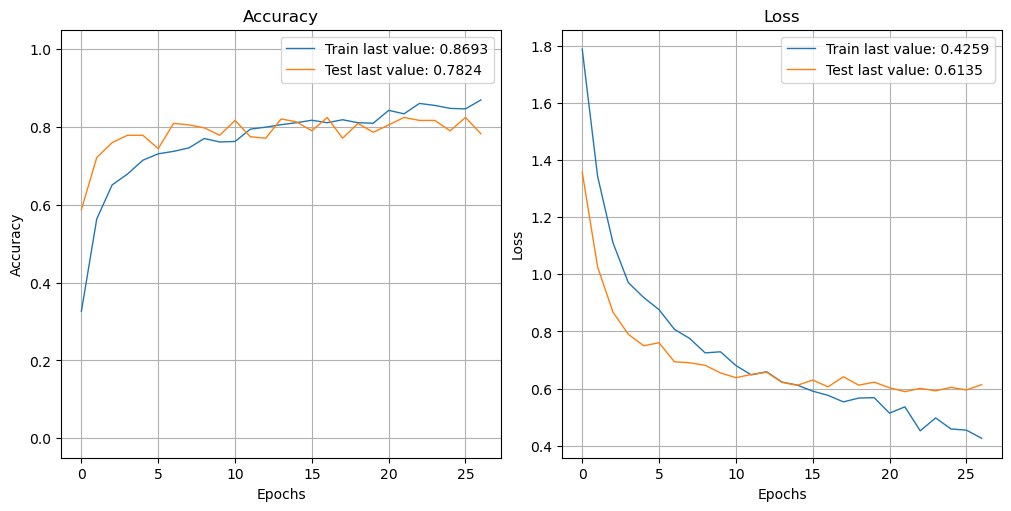 Accuracy
Train last value: 0.8693
Test last value: 0.7824
1.0
0.8
0.6
0.4
0.2
0.0
Accuracy
0 5 10 15 20 25
Epochs
Loss
Train last value: 0.4259
Test last value: 0.6135
1.8
1.6
1.4
1.2
1.0
0.8
0.6
0.4
Loss
0 5 10 15 20 25
Epochs